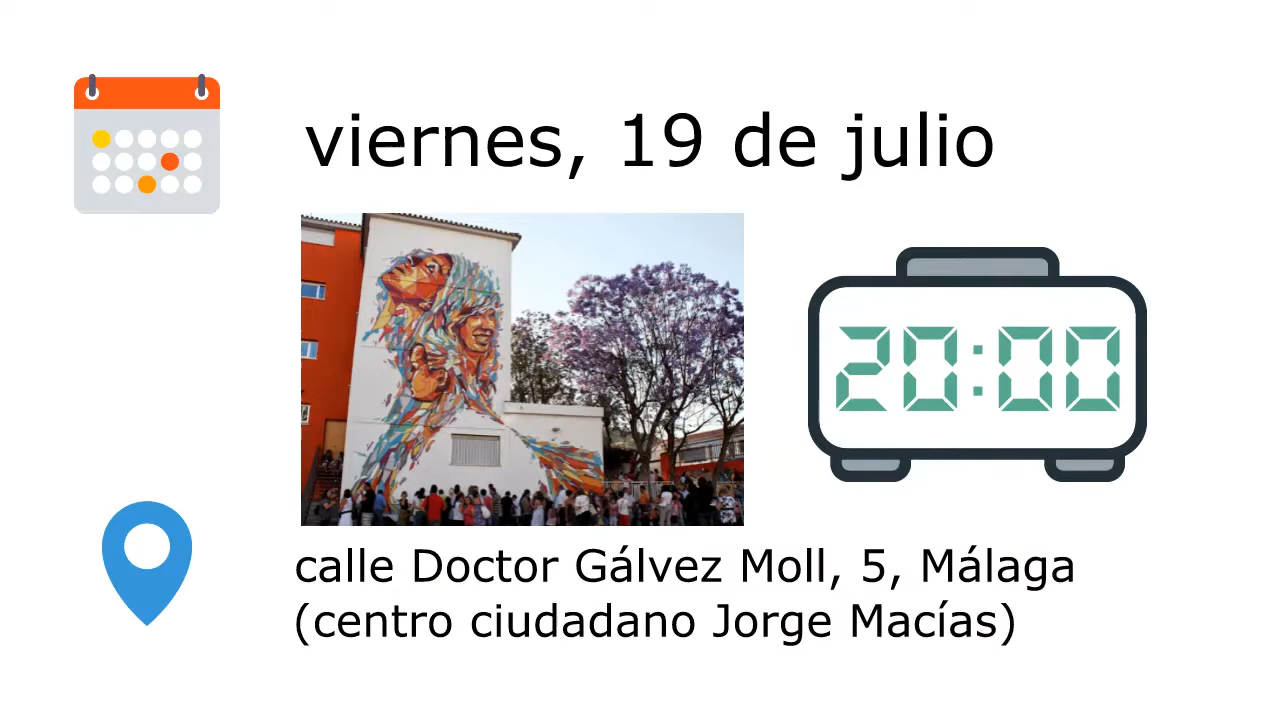 viernes, 19 de julio
20:00
calle Doctor Gálvez Moll, 5, Málaga
(centro ciudadano Jorge Macías)